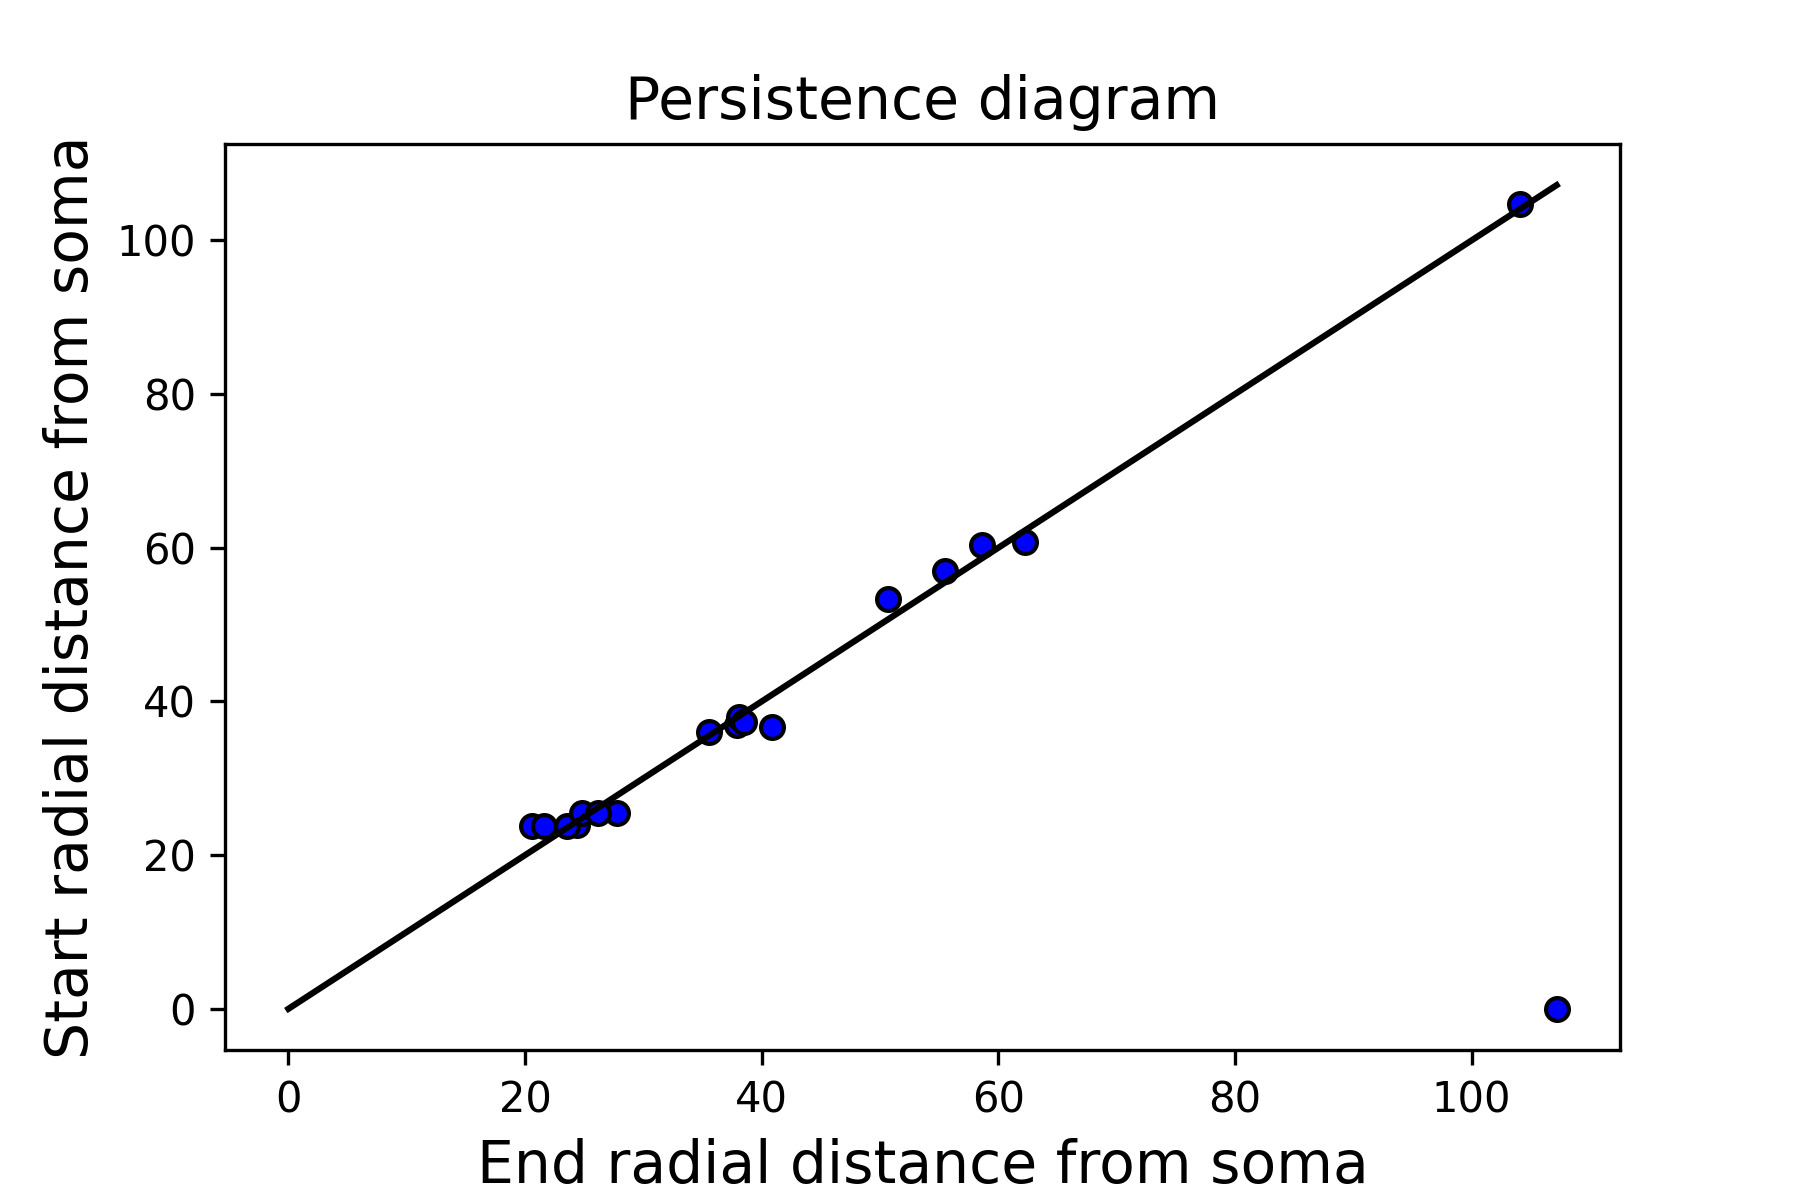 Persistence diagram
Start radial distance from soma
100
80
60
40
20
0
0 20 40 60 80 100
End radial distance from soma